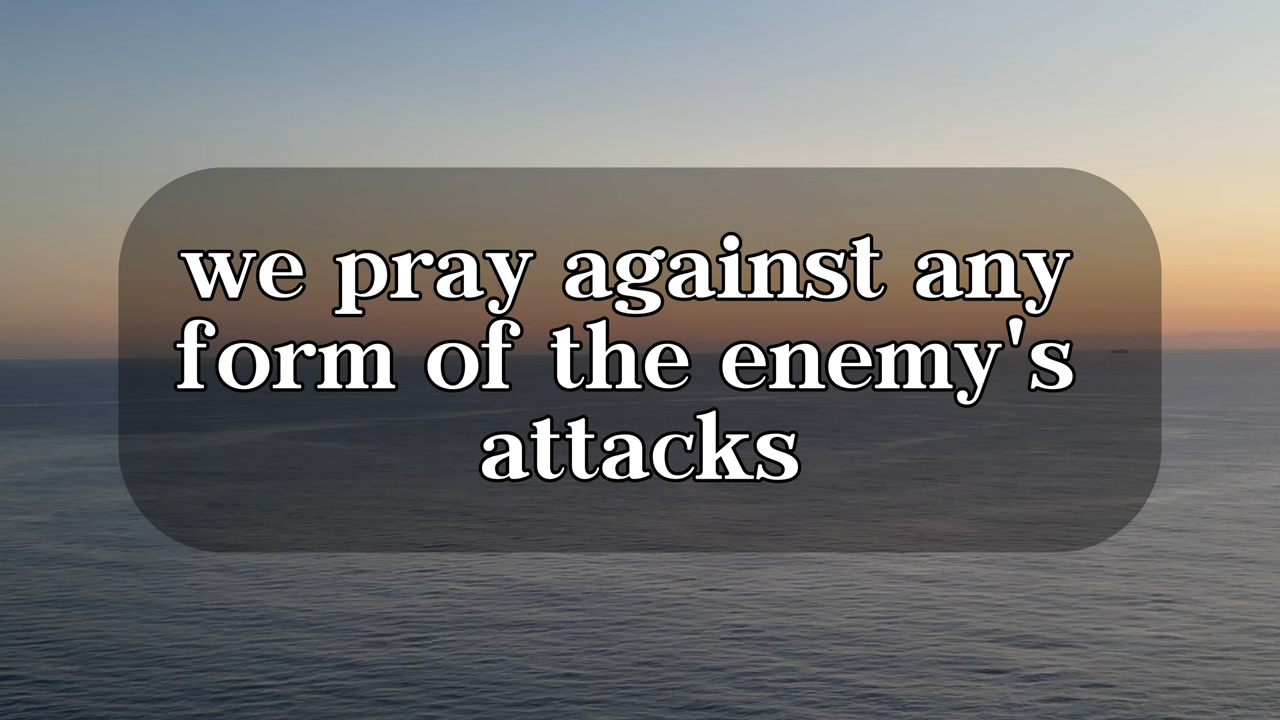 we pray against any
form of the enemy's
attacks